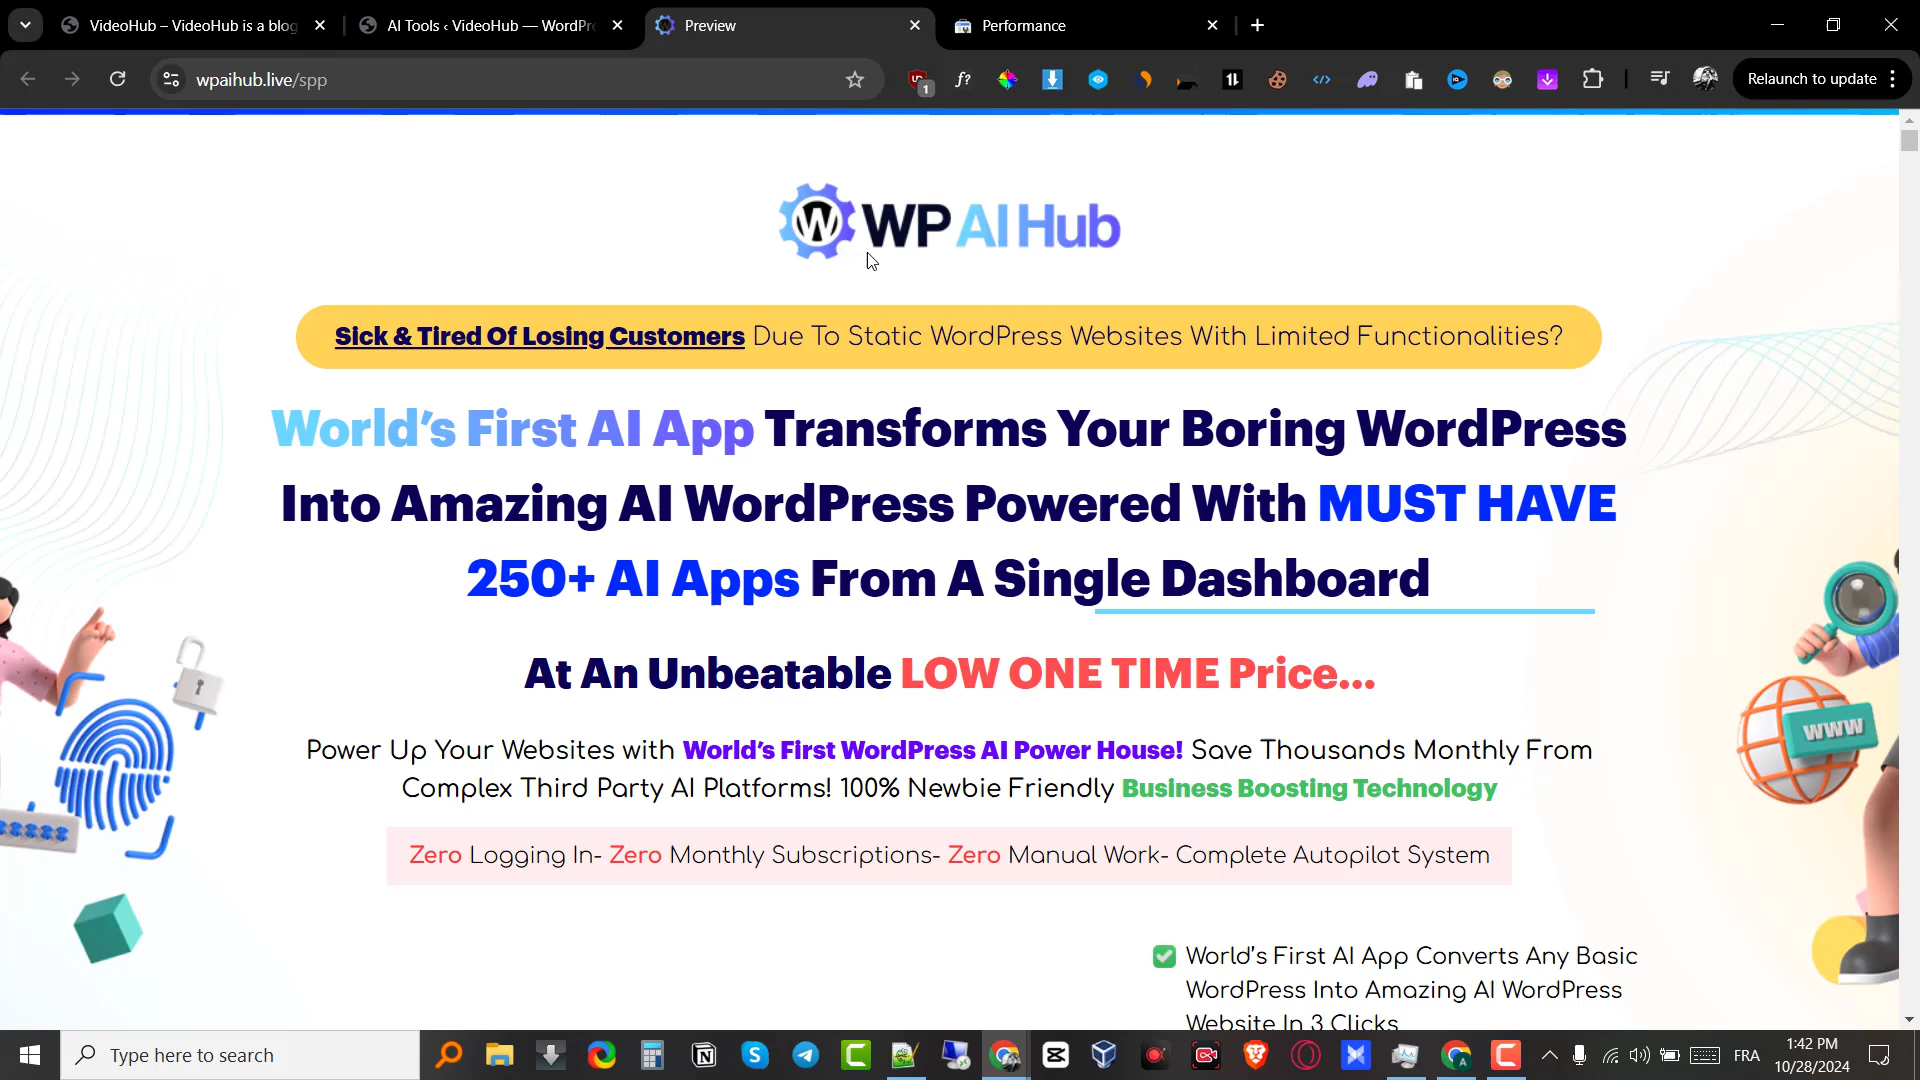 VideoHub – VideoHub is a blog
AI Tools ‹ VideoHub — WordPre
Preview
Performance
wpaihub.live/spp
Relaunch to update
WP AI Hub
Sick & Tired Of Losing Customers Due To Static WordPress Websites With Limited Functionalities?
World's First AI App Transforms Your Boring WordPress
Into Amazing AI WordPress Powered With MUST HAVE
250+ AI Apps From A Single Dashboard
At An Unbeatable LOW ONE TIME Price...
Power Up Your Websites with World's First WordPress AI Power House! Save Thousands Monthly From
Complex Third Party AI Platforms! 100% Newbie Friendly Business Boosting Technology
Zero Logging In- Zero Monthly Subscriptions- Zero Manual Work- Complete Autopilot System
WWW
World's First AI App Converts Any Basic
WordPress Into Amazing AI WordPress
Website In 3 Clicks
Type here to search
FRA
1:42 PM
10/28/2024